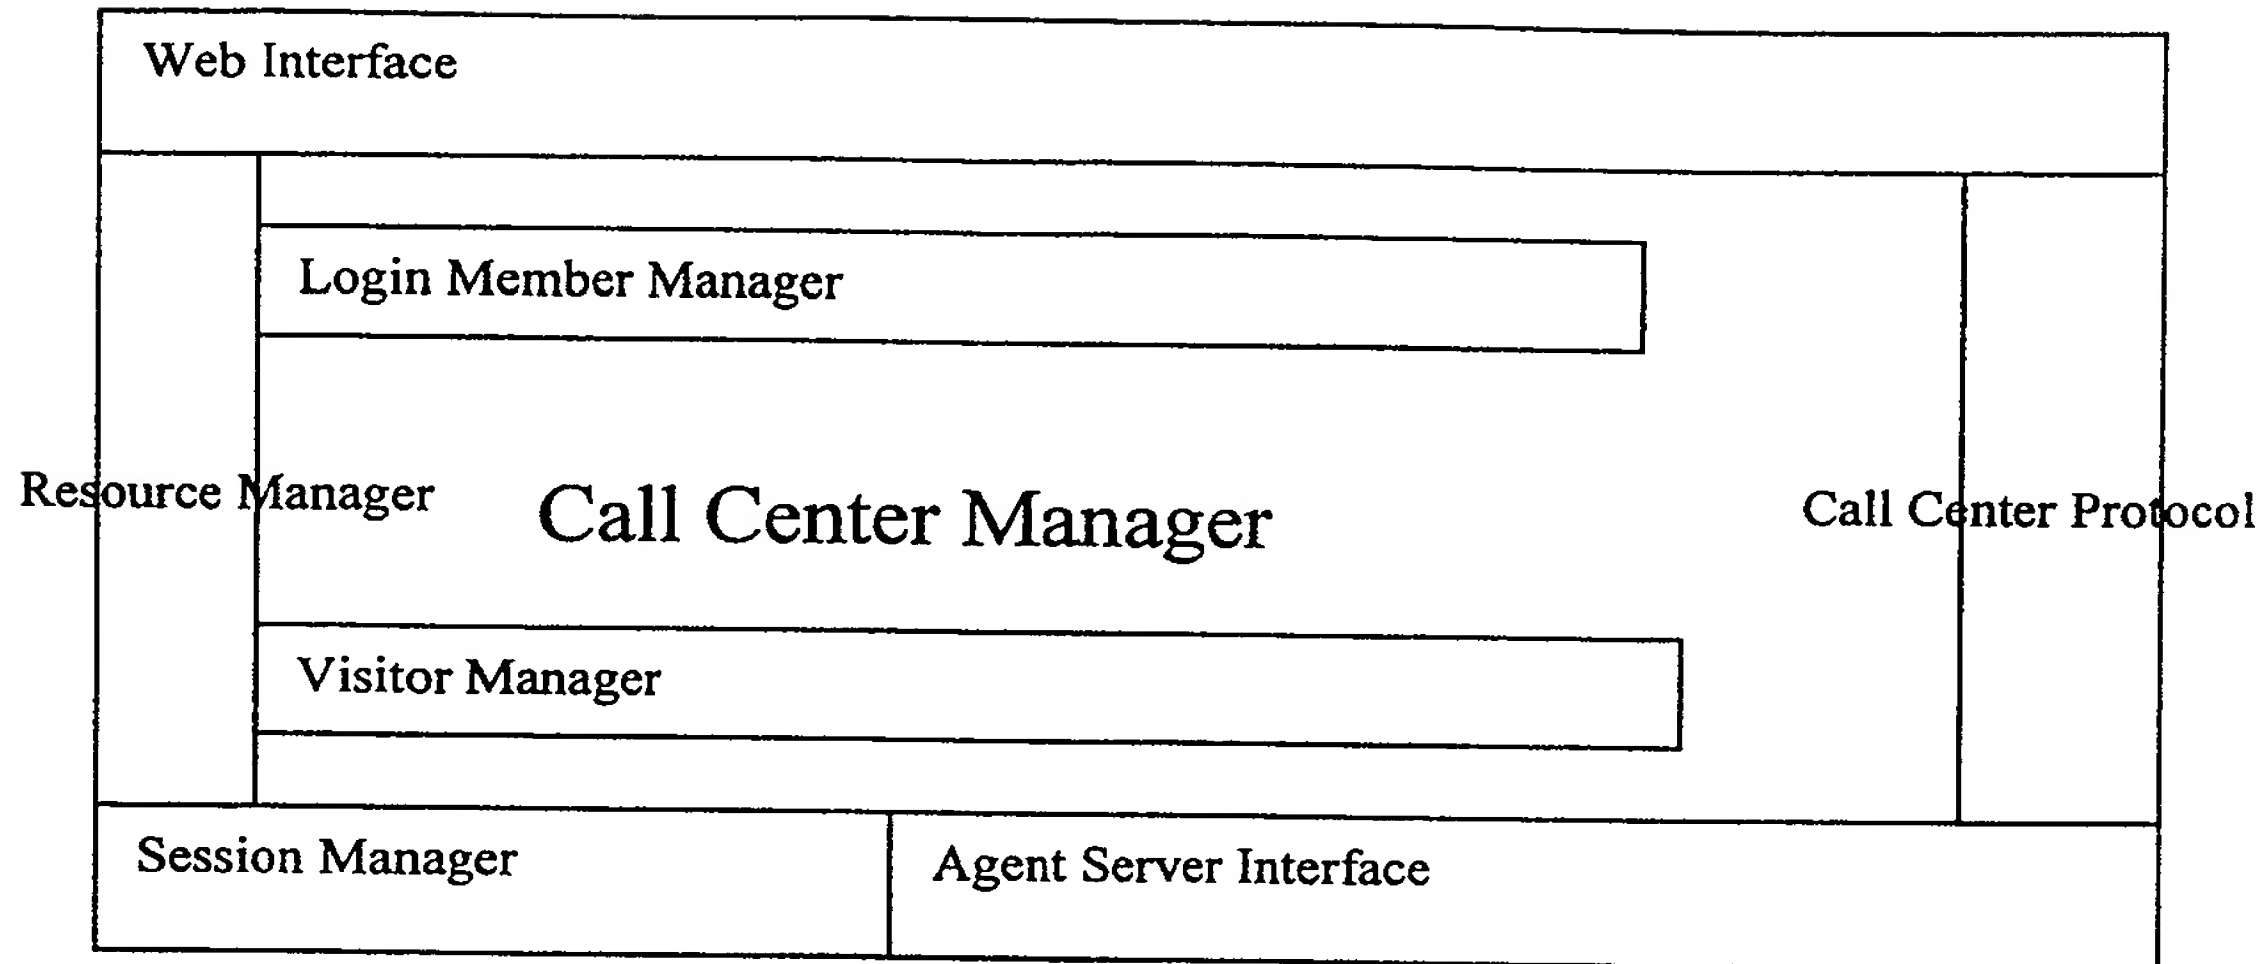 Web Interface
Login Member Manager
Resource Manager
Call Center Manager
Call Center Protocol
Visitor Manager
Session Manager
Agent Server Interface